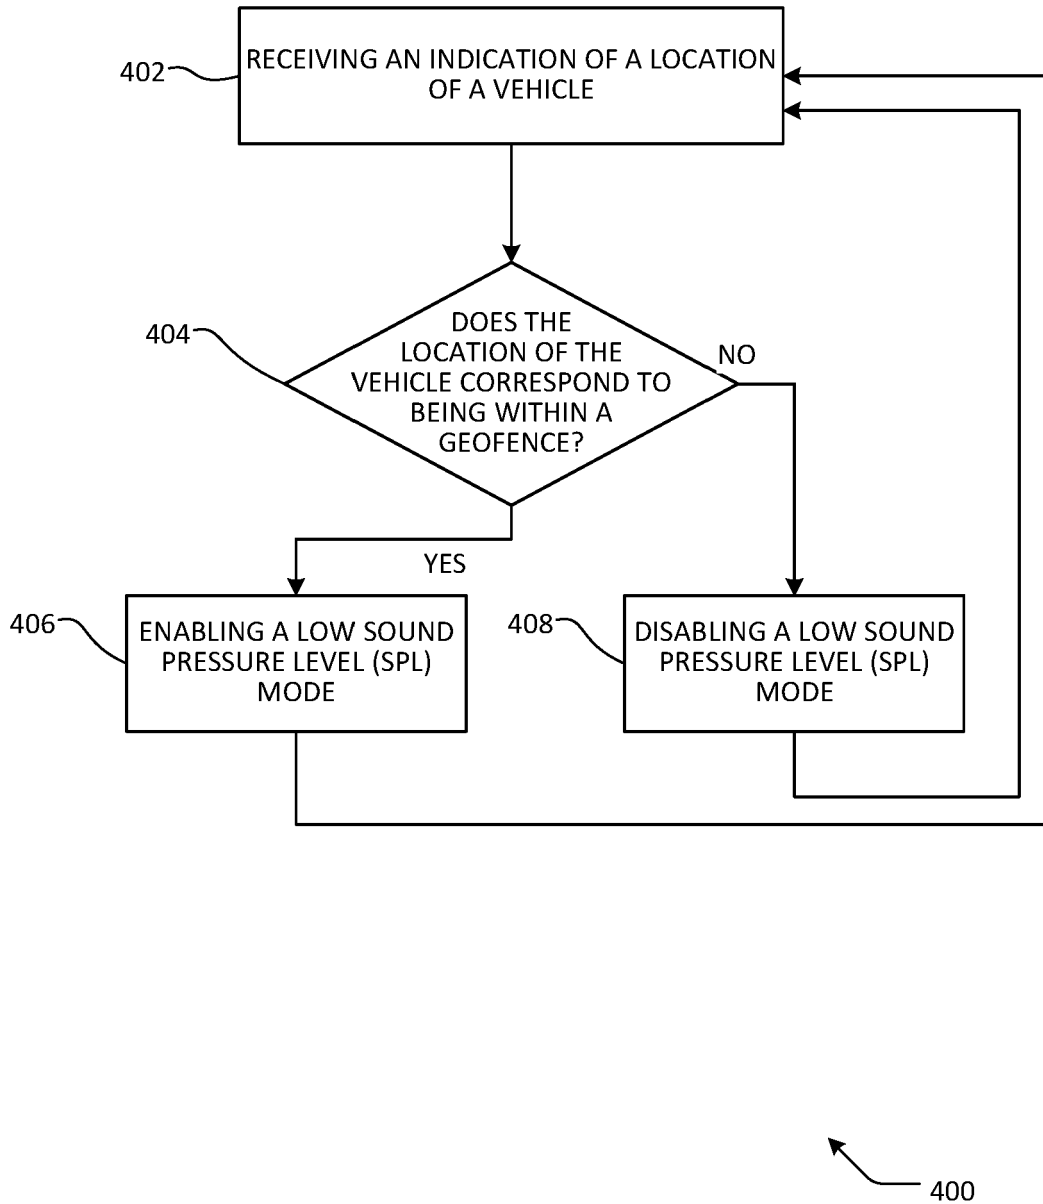 402
RECEIVING AN INDICATION OF A LOCATION
OF A VEHICLE
404
DOES THE
LOCATION OF THE
VEHICLE CORRESPOND TO
BEING WITHIN A
GEOFENCE?
NO
YES
406
ENABLING A LOW SOUND
PRESSURE LEVEL (SPL)
MODE
408
DISABLING A LOW SOUND
PRESSURE LEVEL (SPL)
MODE
400